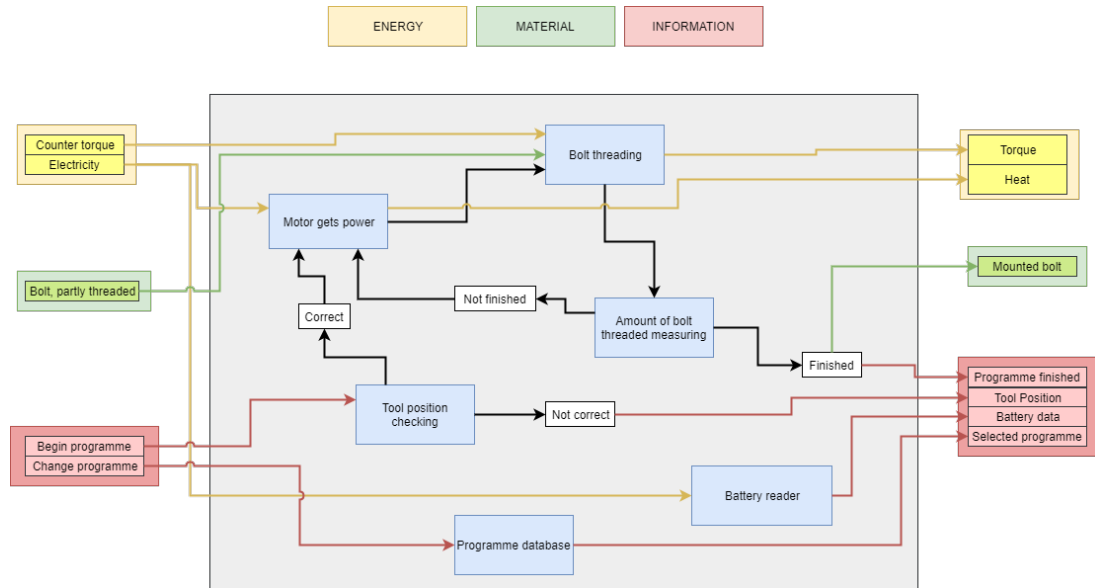 ENERGY
MATERIAL
INFORMATION
Counter torque
Electricity
Bolt threading
Torque
Heat
Motor gets power
Bolt, partly threaded
Mounted bolt
Not finished
Correct
Amount of bolt
threaded measuring
Finished
Programme finished
Tool Position
Battery data
Selected programme
Tool position
checking
Not correct
Begin programme
Change programme
Battery reader
Programme database